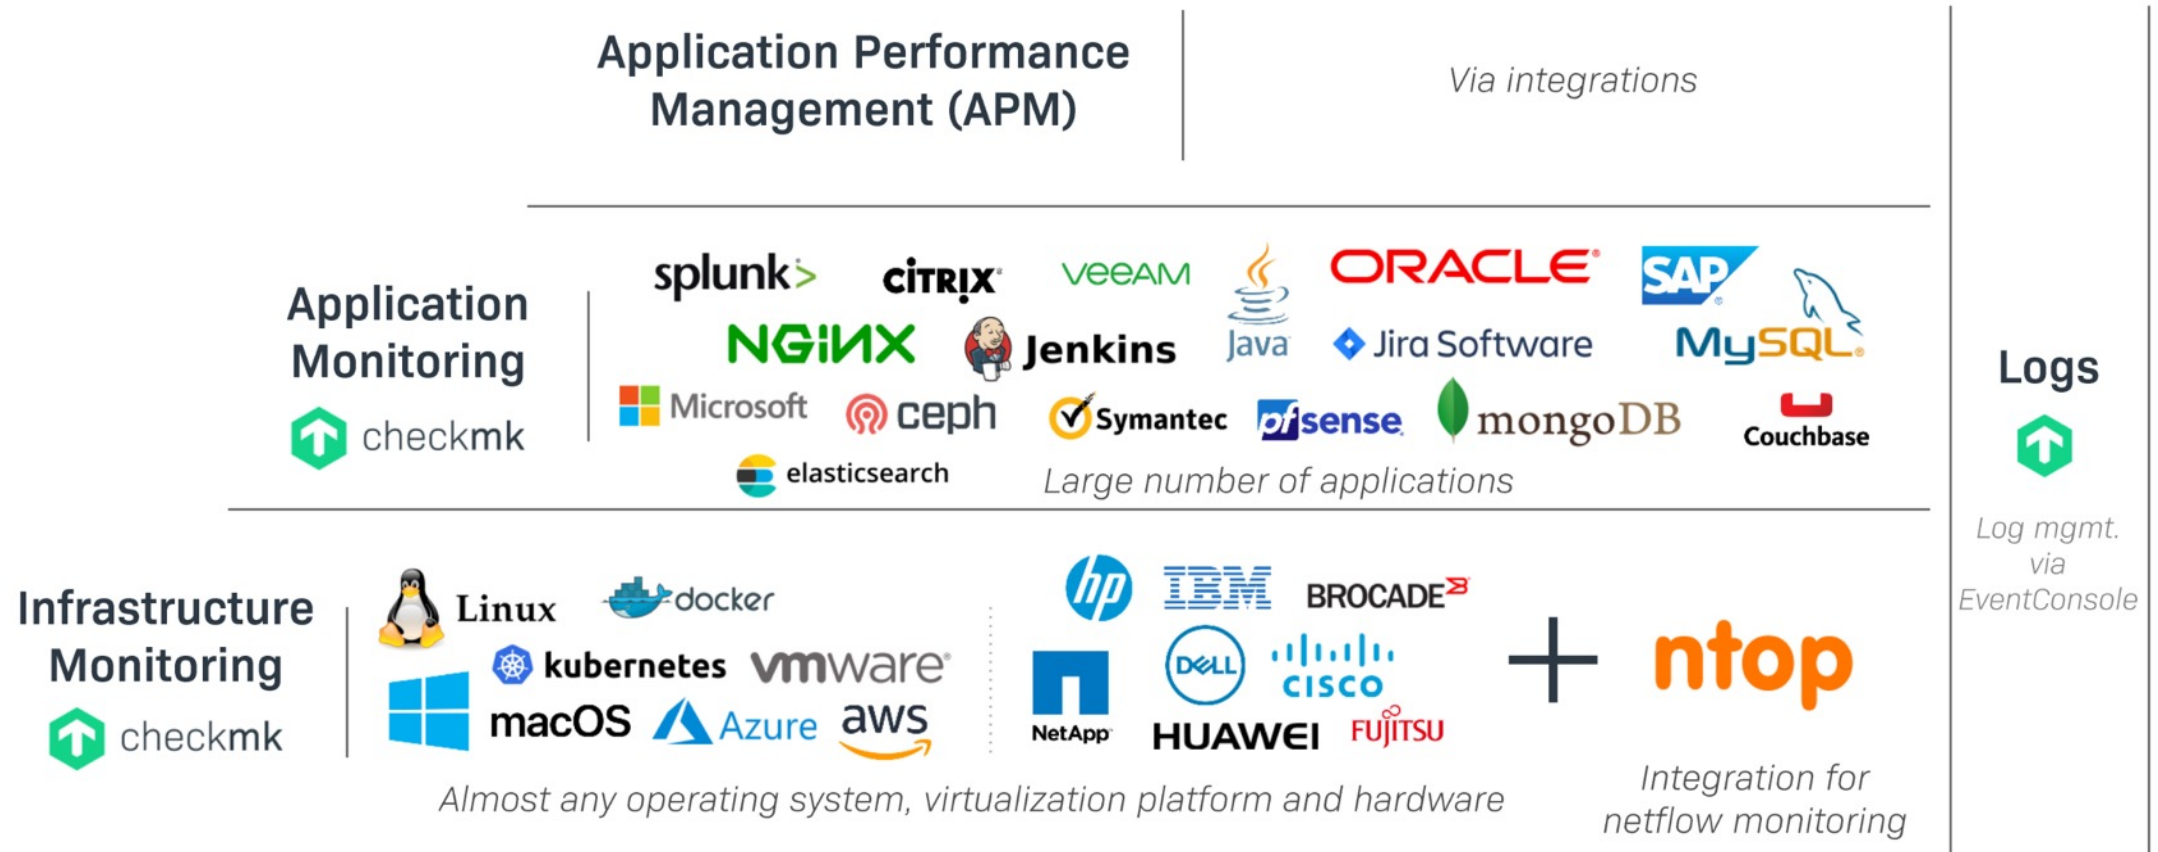 Application Performance
Management (APM)
Via integrations
Application
Monitoring
checkmk
splunk>
CİTRIX®
veeAM
Java
ORACLE®
SAP®
NGiNX
Jenkins
Jira Software
MySQL®
Microsoft
ceph
Symantec
pfsense
mongoDB
Couchbase
elasticsearch
Large number of applications
Infrastructure
Monitoring
checkmk
Linux
docker
kubernetes
vmware®
macOS
Azure
aws
hp
IBM
BROCADE
NetApp
DELL
CISCO
HUAWEI
FUJITSU
Almost any operating system, virtualization platform and hardware
+
ntop
Integration for
netflow monitoring
Logs
Log mgmt.
via
EventConsole